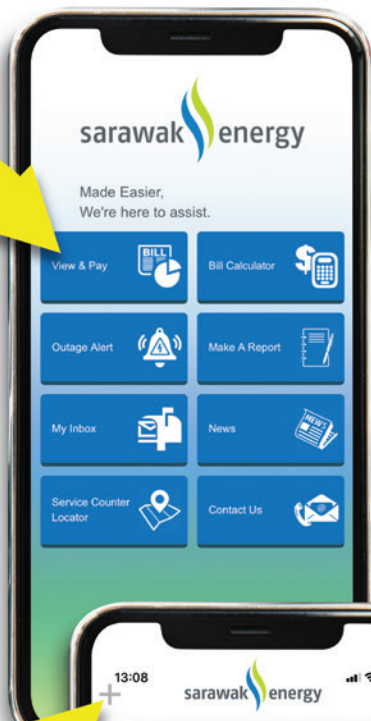 sarawak energy
Made Easier,
We're here to assist.
View & Pay
BILL
Bill Calculator
$
Outage Alert
Make A Report
My Inbox
News
NEWS
Service Counter
Locator
Contact Us
13:08
sarawak energy